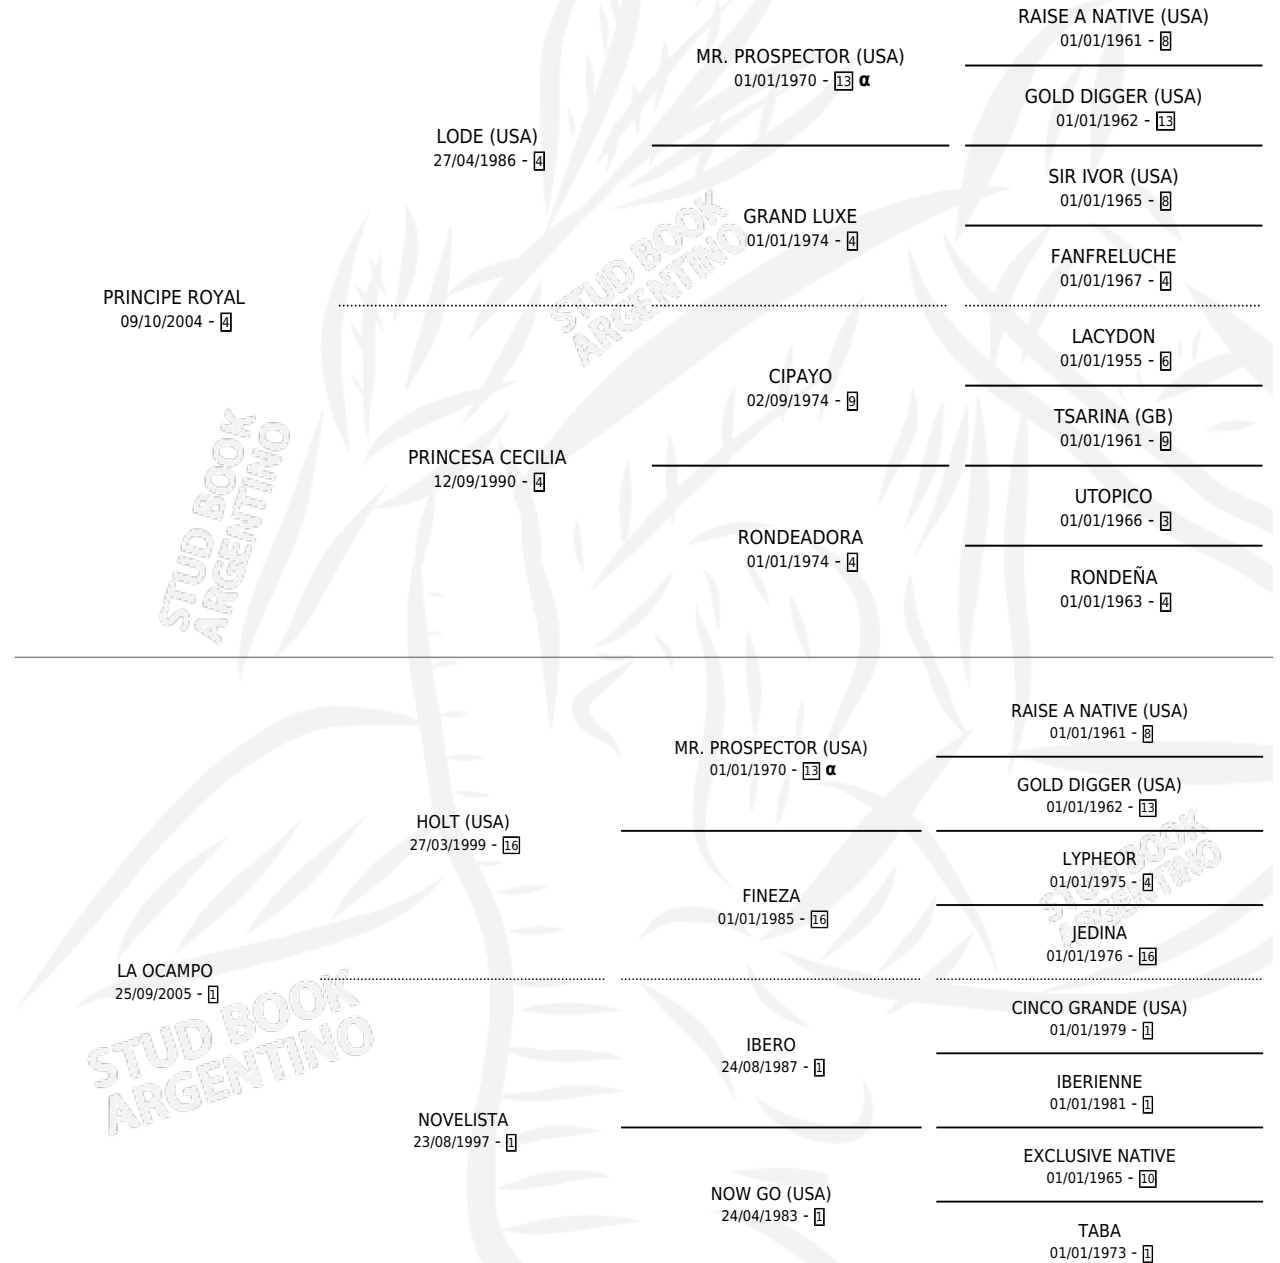 RAISE A NATIVE (USA)
01/01/1961 - 8
MR. PROSPECTOR (USA)
01/01/1970 - 13 α
GOLD DIGGER (USA)
01/01/1962 - 13
LODE (USA)
27/04/1986 - 4
SIR IVOR (USA)
01/01/1965 - 8
GRAND LUXE
01/01/1974 - 4
FANFRELUCHE
01/01/1967 - 4
STUD BOOK
ARGENTINO
PRINCIPE ROYAL
09/10/2004 - 4
LACYDON
01/01/1955 - 6
CIPAYO
02/09/1974 - 9
TSARINA (GB)
01/01/1961 - 9
PRINCESA CECILIA
12/09/1990 - 4
UTOPICO
01/01/1966 - 3
RONDEADORA
01/01/1974 - 4
RONDEÑA
01/01/1963 - 4
STUD BOOK
ARGENTINO
RAISE A NATIVE (USA)
01/01/1961 - 8
MR. PROSPECTOR (USA)
01/01/1970 - 13 α
GOLD DIGGER (USA)
01/01/1962 - 13
HOLT (USA)
27/03/1999 - 16
LYPHEOR
01/01/1975 - 4
FINEZA
01/01/1985 - 16
JEDINA
01/01/1976 - 16
STUD BOOK
ARGENTINO
LA OCAMPO
25/09/2005 - 1
CINCO GRANDE (USA)
01/01/1979 - 1
IBERO
24/08/1987 - 1
IBERIENNE
01/01/1981 - 1
STUD BOOK
ARGENTINO
NOVELISTA
23/08/1997 - 1
EXCLUSIVE NATIVE
01/01/1965 - 10
NOW GO (USA)
24/04/1983 - 1
TABA
01/01/1973 - 1